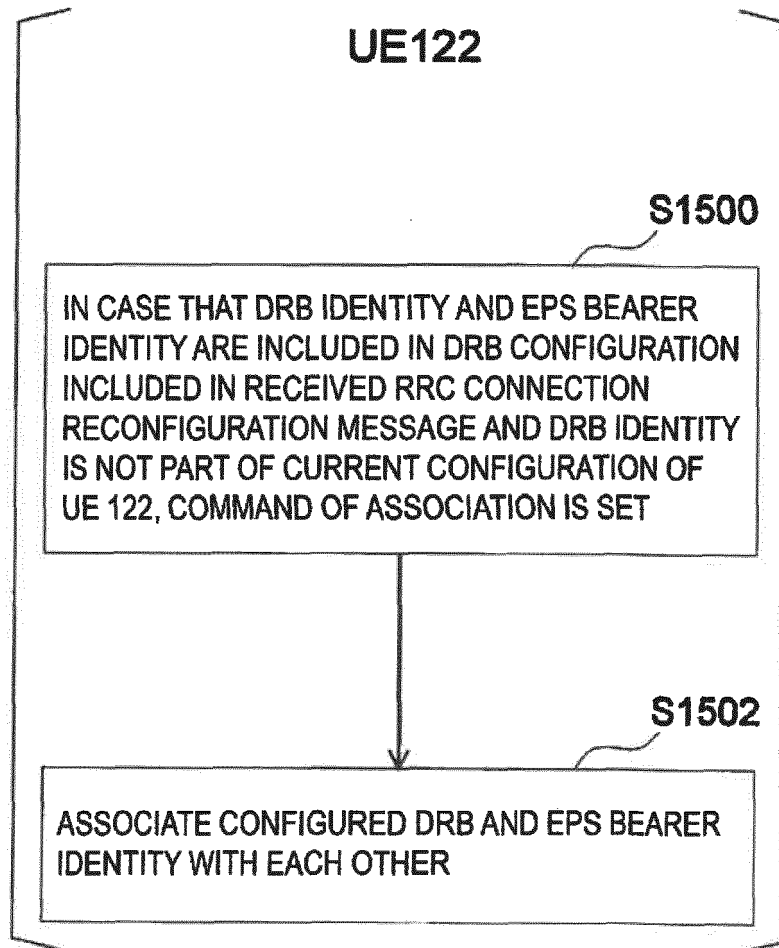 UE122
S1500
IN CASE THAT DRB IDENTITY AND EPS BEARER
IDENTITY ARE INCLUDED IN DRB CONFIGURATION
INCLUDED IN RECEIVED RRC CONNECTION
RECONFIGURATION MESSAGE AND DRB IDENTITY
IS NOT PART OF CURRENT CONFIGURATION OF
UE 122, COMMAND OF ASSOCIATION IS SET
S1502
ASSOCIATE CONFIGURED DRB AND EPS BEARER
IDENTITY WITH EACH OTHER